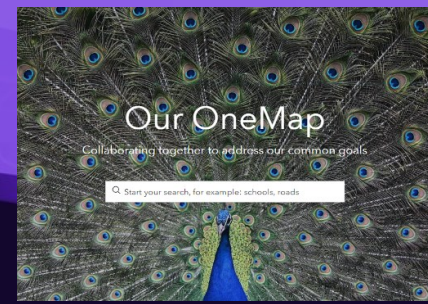 Our OneMap
Collaborating together to address our common goals
Start your search, for example: schools, roads